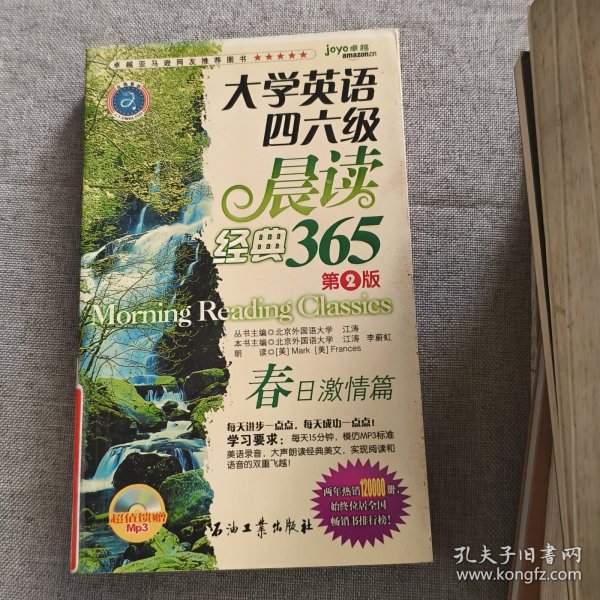 卓越亚马逊网友推荐图书 ★★★★★
joyo卓越
amazon.cn
大学英语
四六级
晨读
经典365
第2版
Morning Reading Classics
丛书主编◎北京外国语大学 江涛
本书主编◎北京外国语大学 江涛 李蔚虹
朗 读◎[美]Mark [美]Frances
春日激情篇
每天进步一点点，每天成功一点点！
学习要求：每天15分钟，模仿MP3标准
美语录音，大声朗读经典美文，实现阅读和
语音的双重飞越！
两年热销120000册，
始终位居全国
畅销书排行榜！
超值馈赠
Mp3
石油工业出版社
孔夫子旧书网
www.kongfz.com